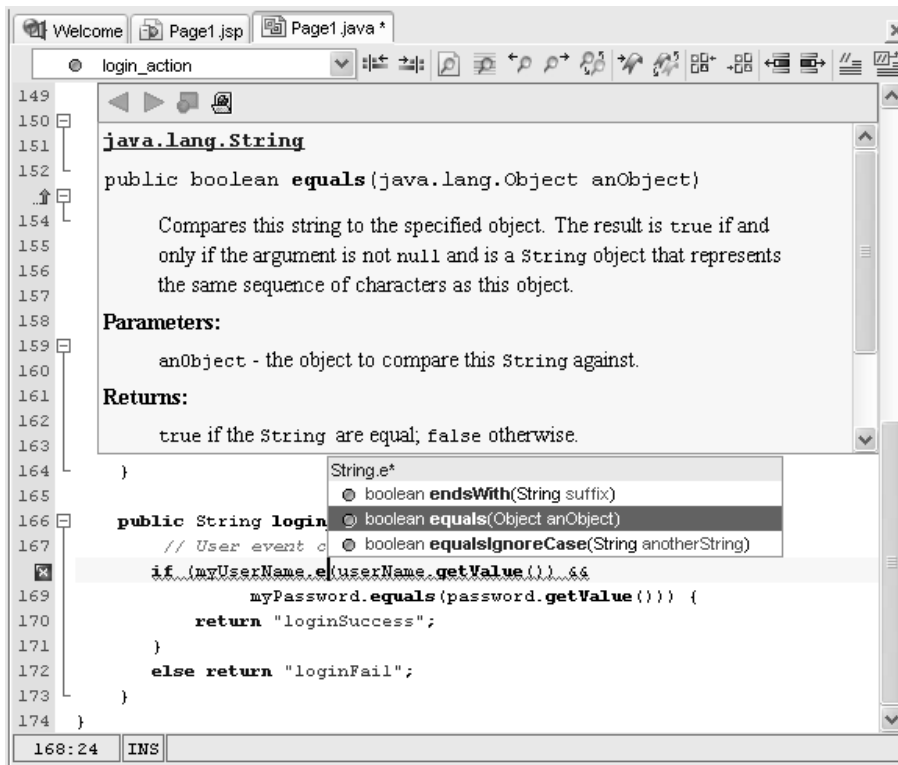 Welcome Page1.jsp Page1.java *
login_action
149
150
151
152
154
155
156
157
158
159
160
161
162
163
java.lang.String
public boolean equals(java.lang.Object anObject)
Compares this string to the specified object. The result is true if and
only if the argument is not null and is a String object that represents
the same sequence of characters as this object.
Parameters:
anObject - the object to compare this String against.
Returns:
true if the String are equal; false otherwise.
164 }
String.e*
boolean endsWith(String suffix)
boolean equals(Object anObject)
boolean equalsIgnoreCase(String anotherString)
165
166 public String login
167 // User event c
if (myUserName.e(userName.getValue()) &&
169 myPassword.equals(password.getValue())) {
170 return "loginSuccess";
171 }
172 else return "loginFail";
173 }
174 }
168:24 INS